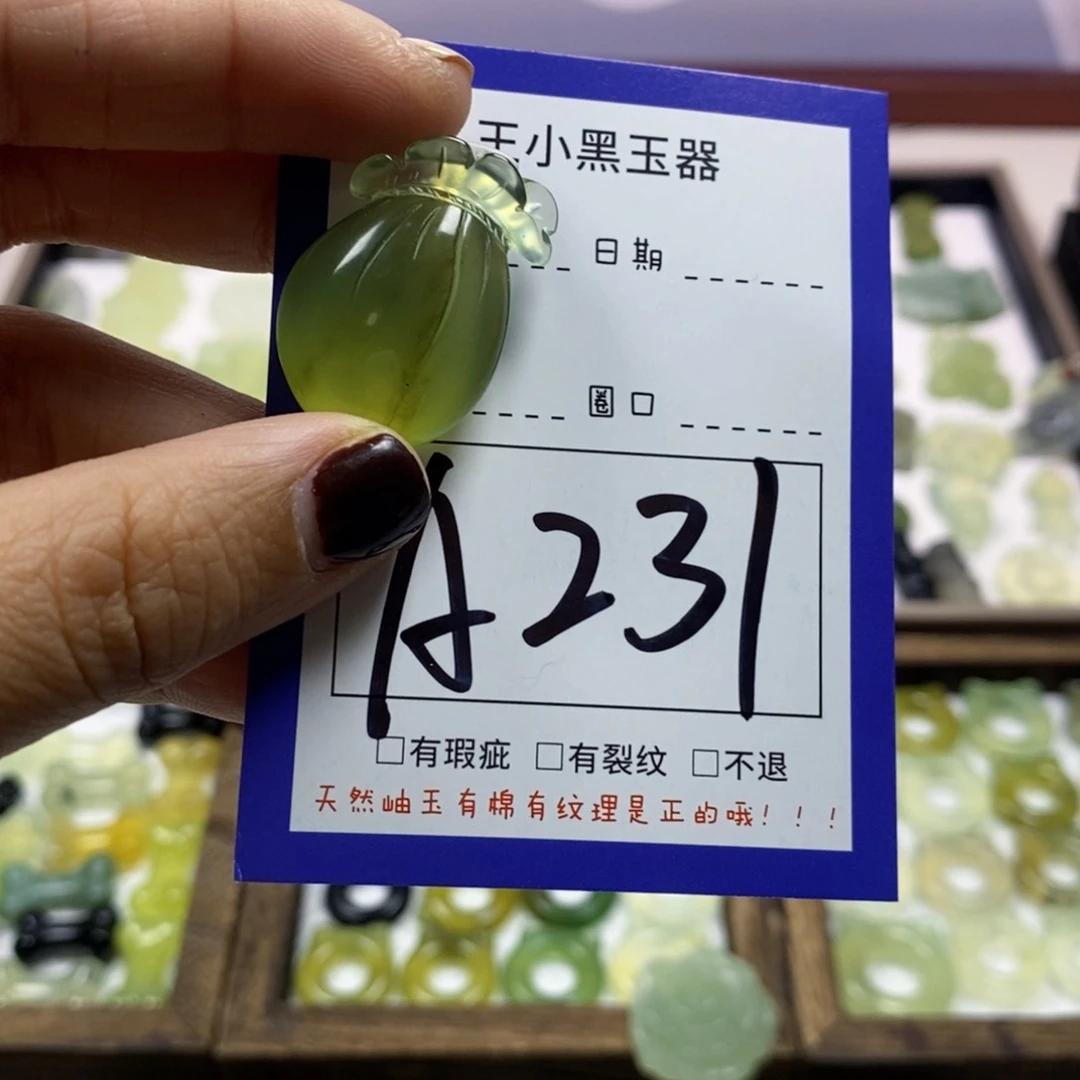 王小黑玉器
日期
圈口
A231
□有瑕疵 □有裂纹 □不退
天然岫玉有棉有纹理是正的哦！！！